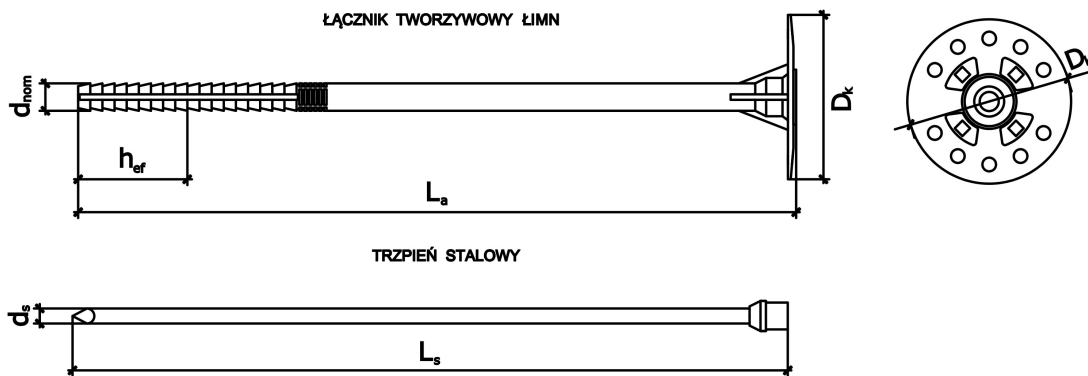 ŁĄCZNIK TWORZYWOWY ŁIMN
dnom
hef
La
Dk
TRZPIEŃ STALOWY
ds
Ls